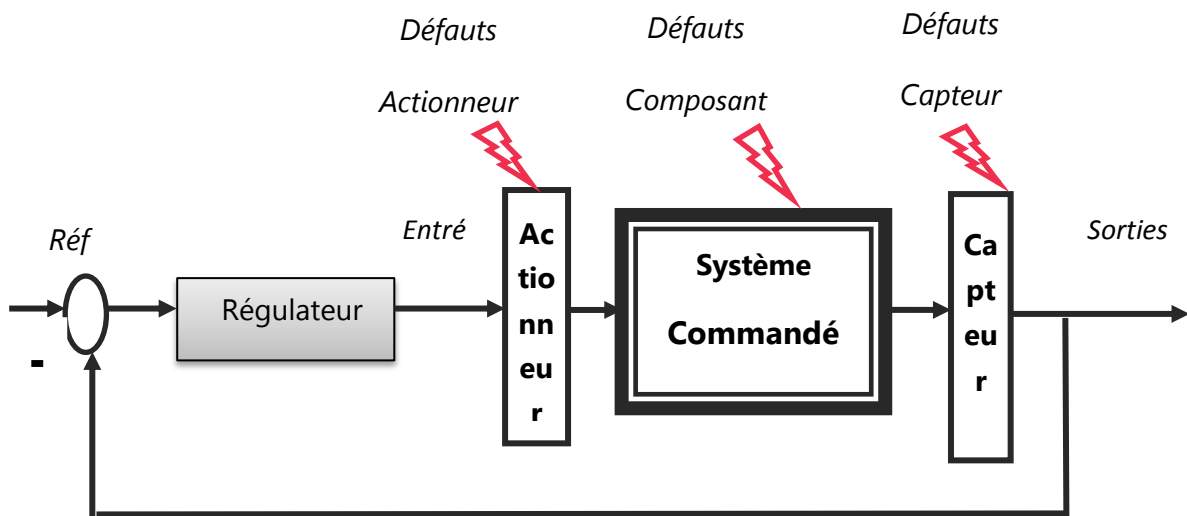 Défauts
Défauts
Défauts
Actionneur
Composant
Capteur
Réf
Entré
Sorties
-
Régulateur
Ac
tio
nn
eu
r
Système
Commandé
Ca
pt
eu
r